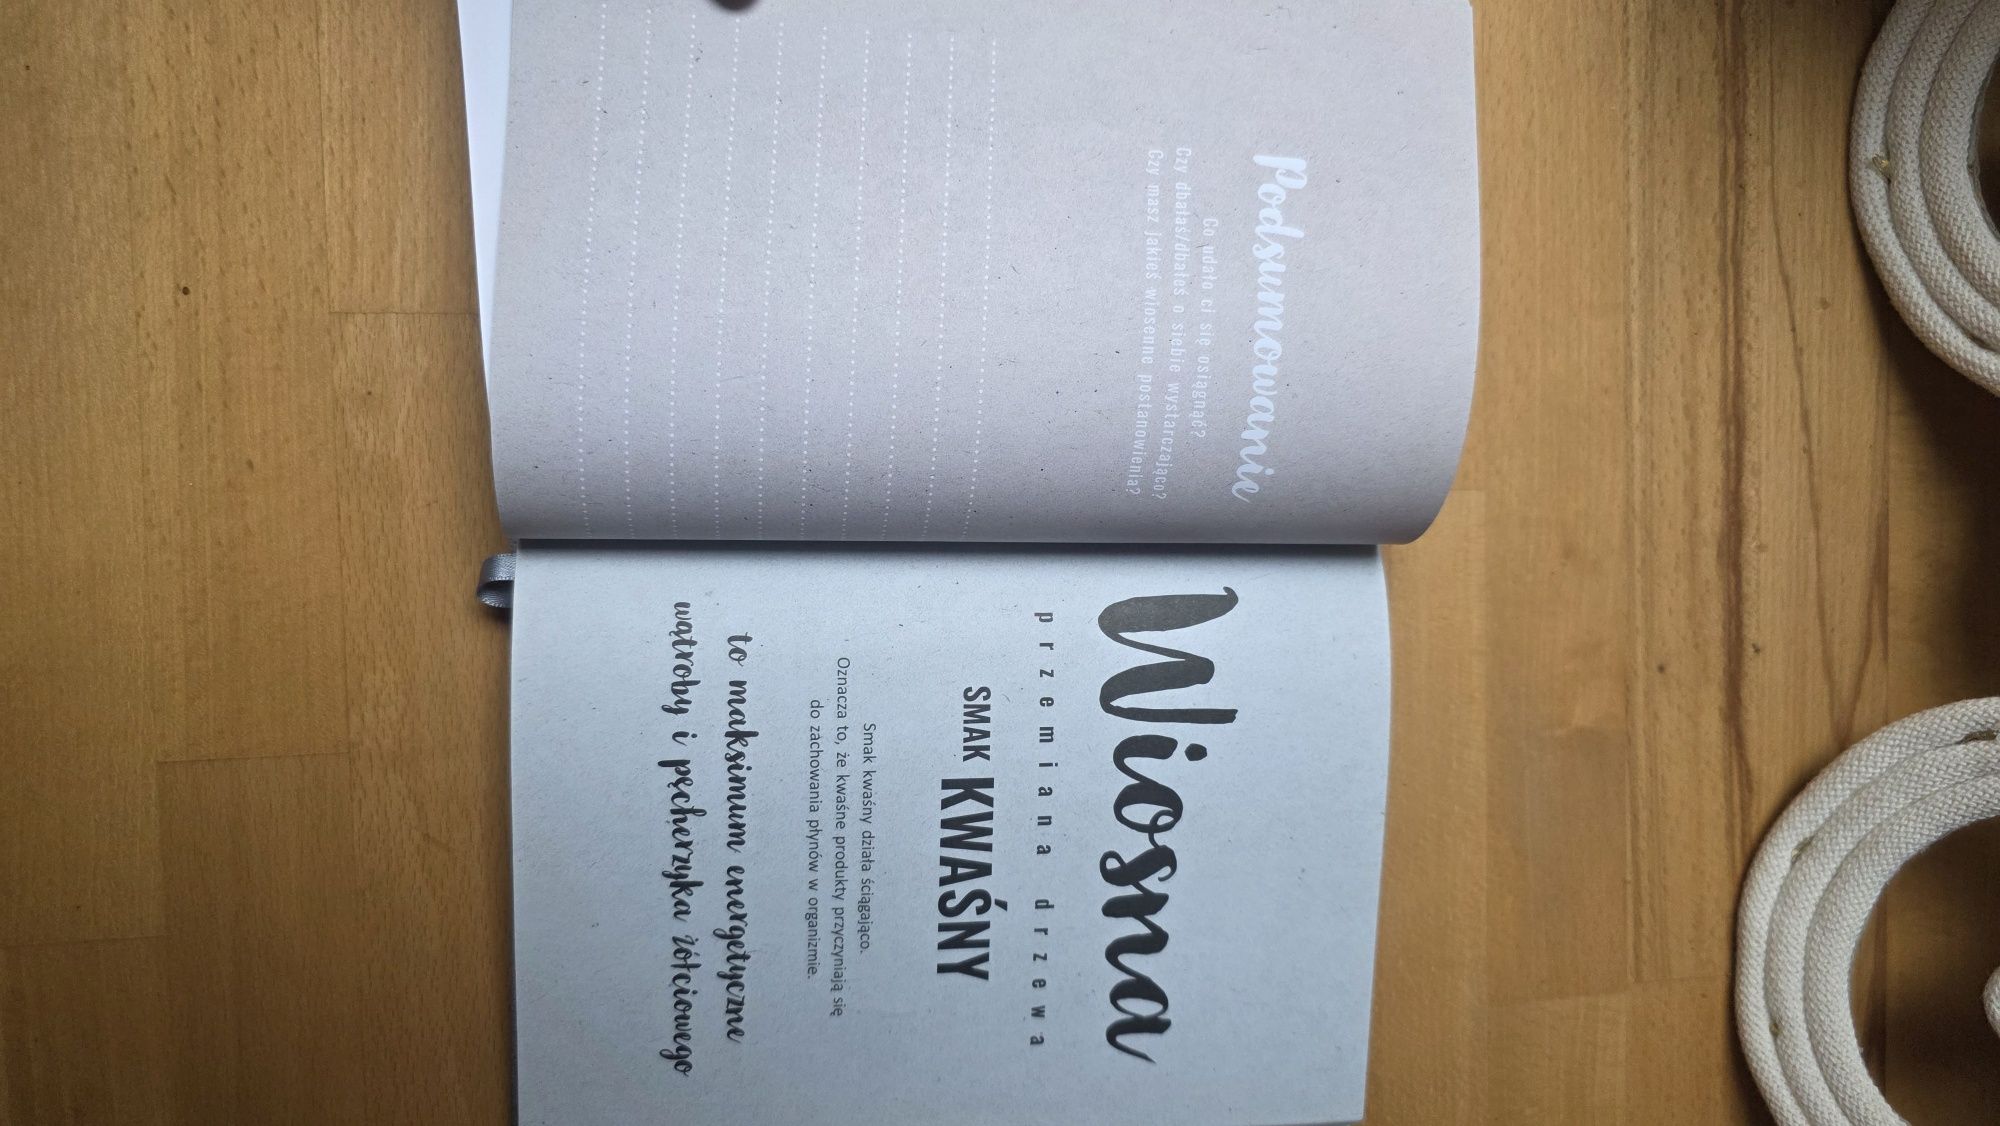 Podsumowanie
Co udało ci się osiągnąć?
Czy dbałaś/dbałeś o siebie wystarczająco?
Czy masz jakieś wiosenne postanowienia?
Wiosna
przemiana drzewa
SMAK KWAŚNY
Smak kwaśny działa ściągająco.
Oznacza to, że kwaśne produkty przyczyniają się
do zachowania płynów w organizmie.
to maksimum energetyczne
wątroby i pęcherzyka żółciowego